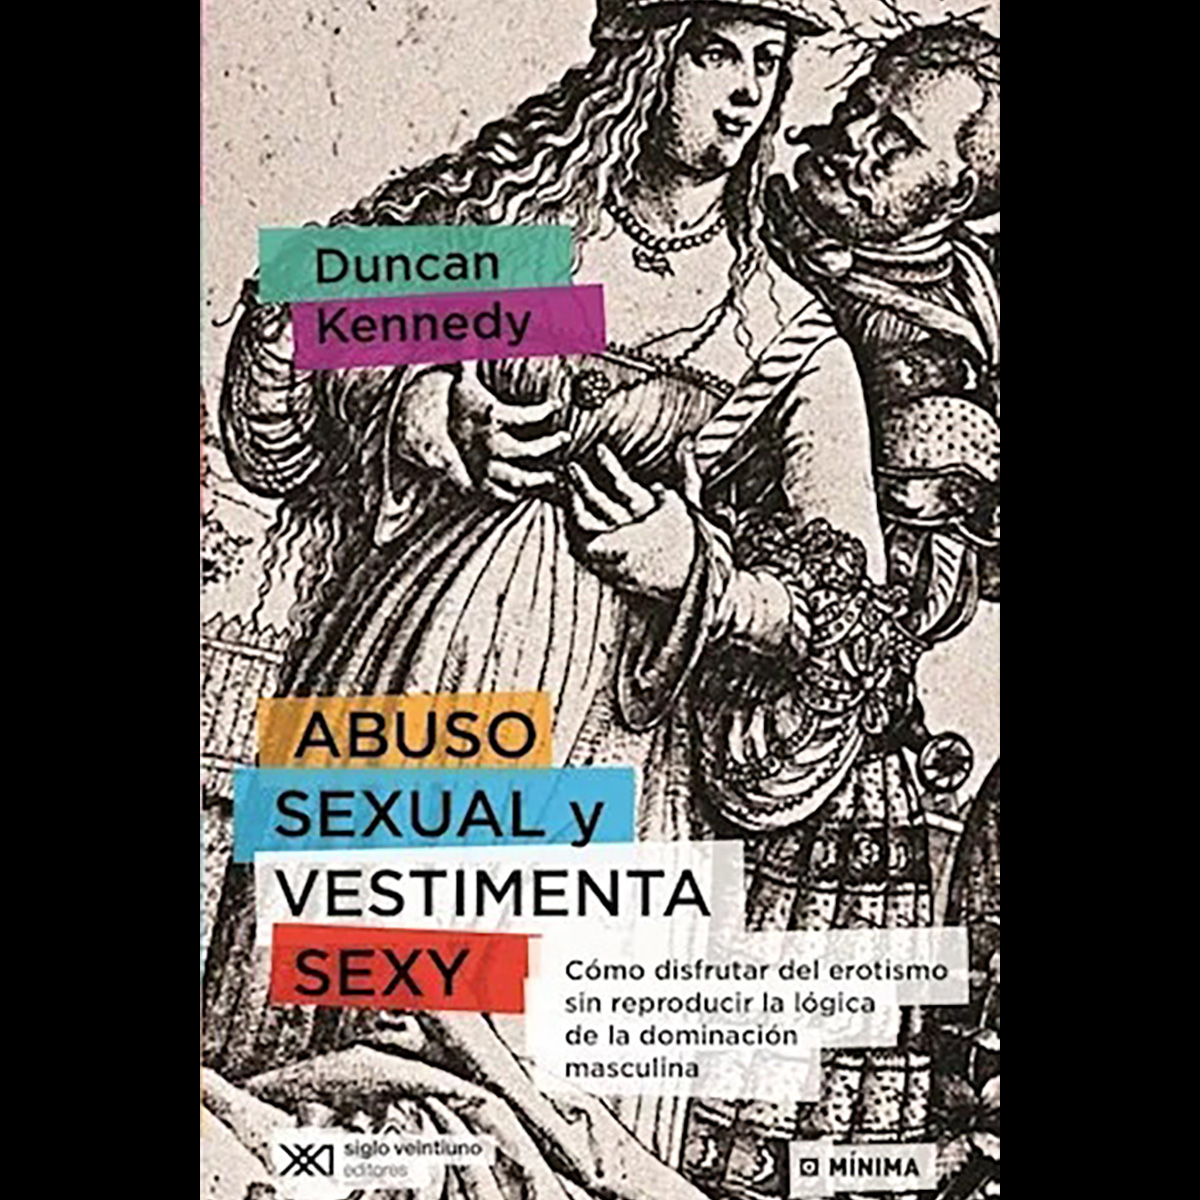 Duncan
Kennedy
ABUSO
SEXUAL y
VESTIMENTA
SEXY
Cómo disfrutar del erotismo
sin reproducir la lógica
de la dominación
masculina
siglo veintiuno
editores
MÍNIMA